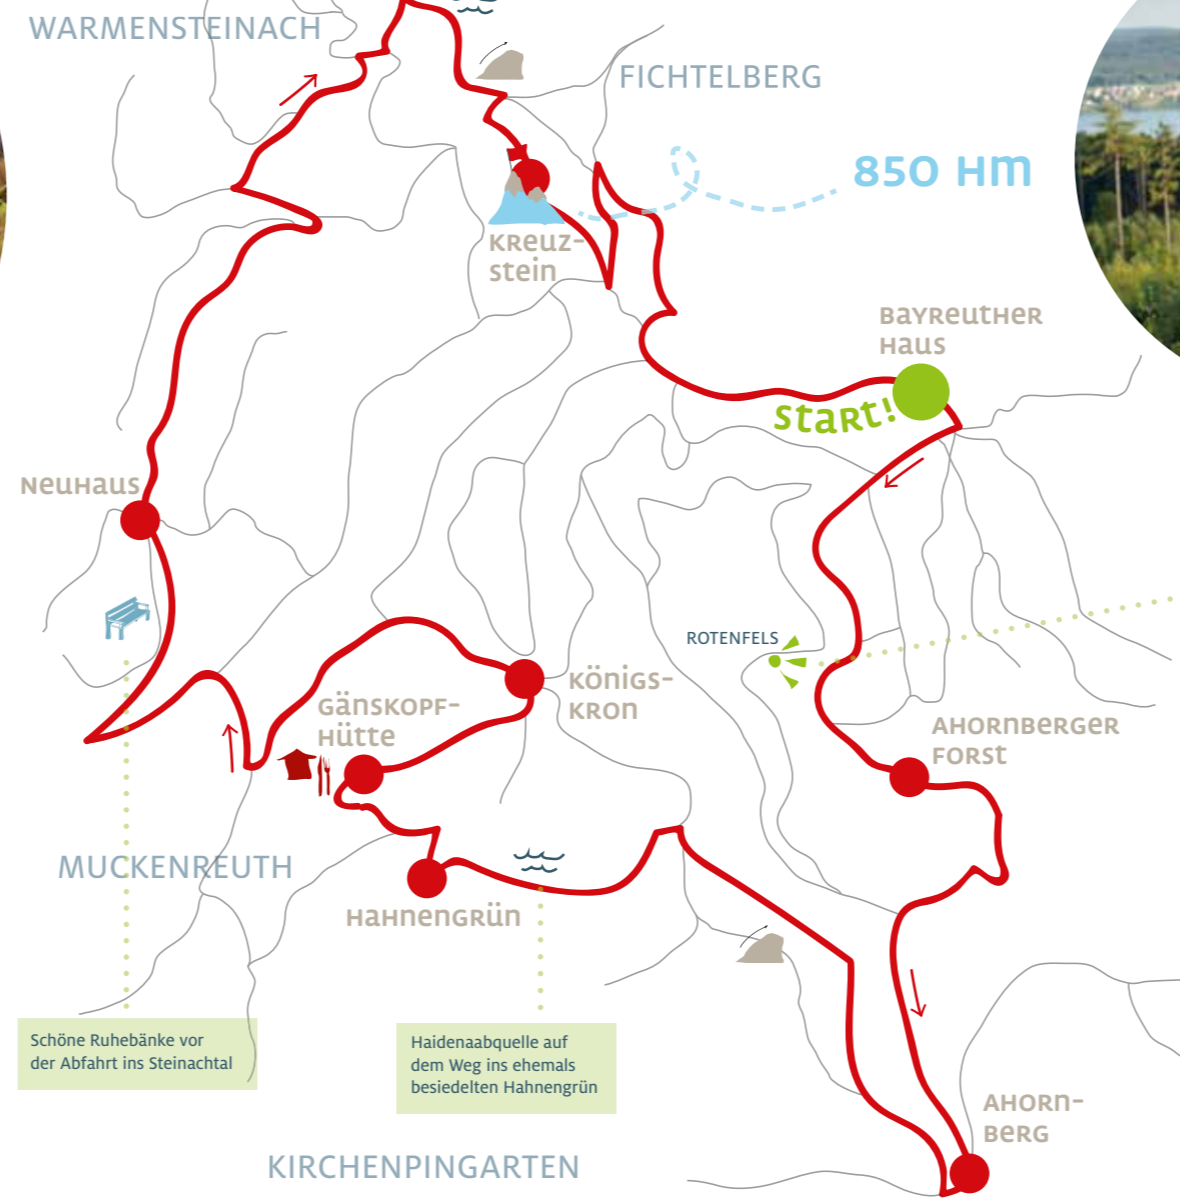 WARMENSTEINACH
FICHTELBERG
850 HM
KReuz-
stein
BaYReutHeR
Haus
StaRt!
NeuHaus
ROTENFELS
GänSKOPF-
Hütte
KÖNiGS-
KRON
AHORNBeRGeR
FORSt
MUCKENREUTH
HaHnenGRün
Schöne Ruhebänke vor
der Abfahrt ins Steinachtal
Haidenaabquelle auf
dem Weg ins ehemals
besiedelten Hahnengrün
AHORN-
BeRG
KIRCHENPINGARTEN